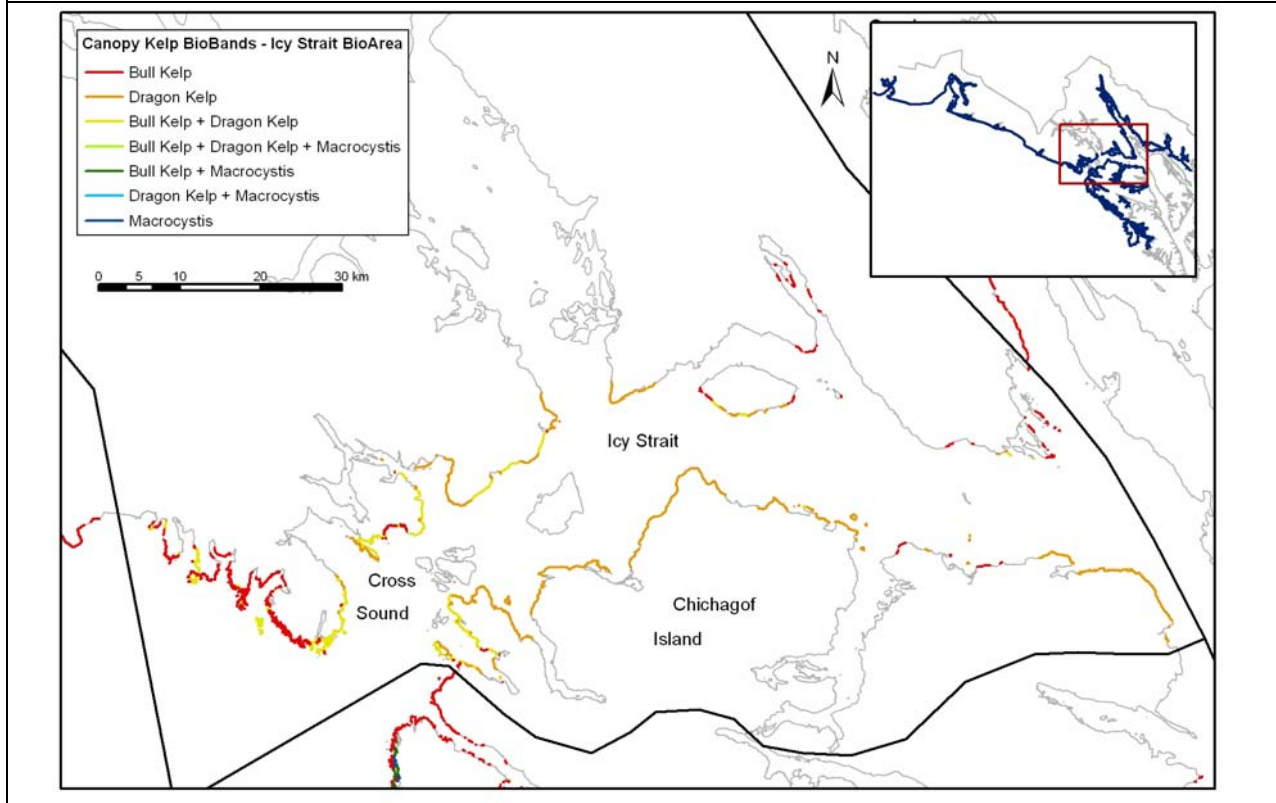 Canopy Kelp BioBands - Icy Strait BioArea
Bull Kelp
Dragon Kelp
Bull Kelp + Dragon Kelp
Bull Kelp + Dragon Kelp + Macrocystis
Bull Kelp + Macrocystis
Dragon Kelp + Macrocystis
Macrocystis
0 5 10 20 30 km
N
Icy Strait
Cross
Sound
Chichagof
Island